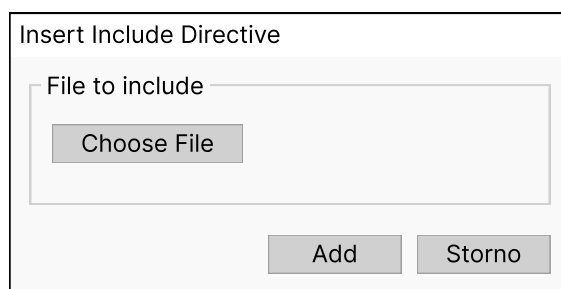 Insert Include Directive
File to include
Choose File
Add Storno